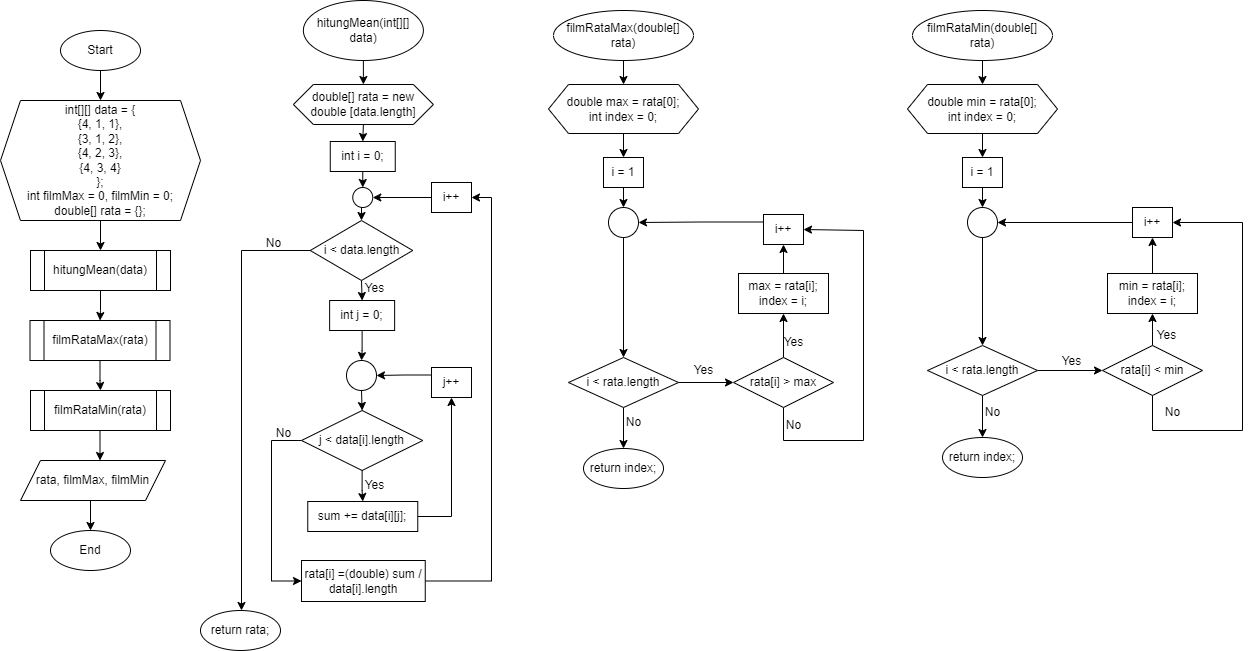 Start
int[][] data = {
{4, 1, 1},
{3, 1, 2},
{4, 2, 3},
{4, 3, 4}
};
int filmMax = 0, filmMin = 0;
double[] rata = {};
hitungMean(data)
filmRataMax(rata)
filmRataMin(rata)
rata, filmMax, filmMin
End
hitungMean(int[][]
data)
double[] rata = new
double [data.length]
int i = 0;
i++
i < data.length
No
Yes
int j = 0;
j++
j < data[i].length
No
Yes
sum += data[i][j];
rata[i] =(double) sum /
data[i].length
return rata;
filmRataMax(double[]
rata)
double max = rata[0];
int index = 0;
i = 1
i++
max = rata[i];
index = i;
Yes
i < rata.length
Yes
rata[i] > max
No
No
return index;
filmRataMin(double[]
rata)
double min = rata[0];
int index = 0;
i = 1
i++
min = rata[i];
index = i;
Yes
i < rata.length
Yes
rata[i] < min
No
No
return index;